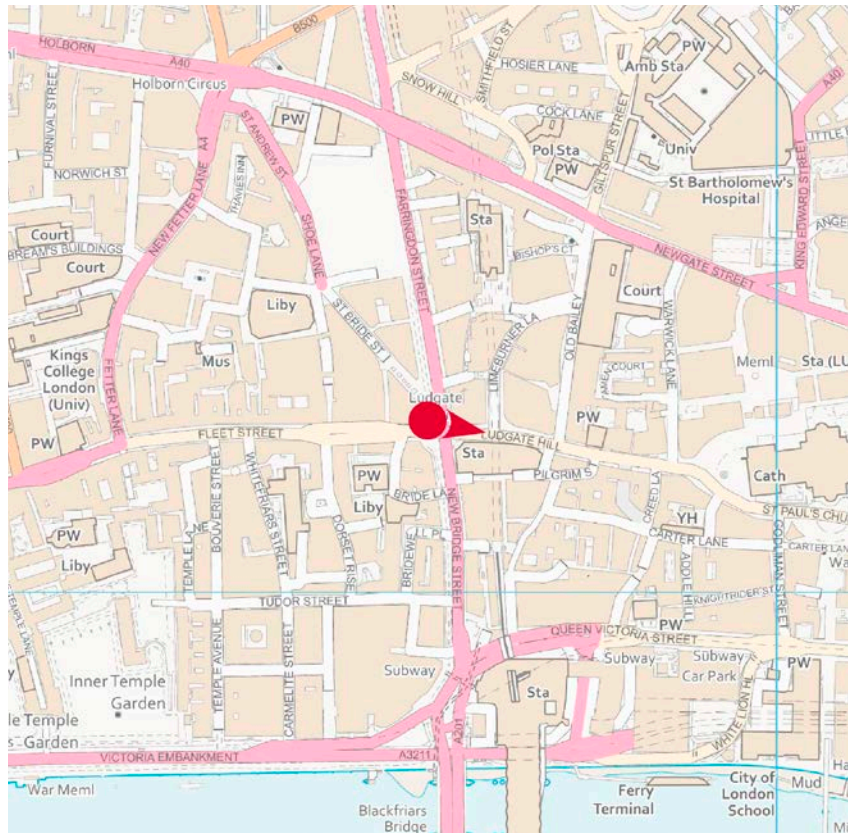 HOLBORN
A40
B500
Holborn Circus
SNOW HILL
SMITHFIELD ST
HOSIER LANE
Amb Sta
PW
A40
FURNIVAL STREET
A4
ST ANDREW ST
PW
COCK LANE
Pol Sta
PW
GILTSPUR STREET
Univ
LITTLE
NORWICH ST
THAVIES INN
St Bartholomew's
Hospital
KING EDWARD STREET
NEW FETTER LANE
SHOE LANE
FARRINGDON STREET
Sta
BISHOP'S CT
NEWGATE STREET
ANGE
Court
BREAM'S BUILDINGS
Court
Liby
ST BRIDE ST
LIMEBURNER LA
OLD BAILEY
Court
WARWICK LANE
Mus
Kings
College
London
(Univ)
FETTER LANE
AMEN COURT
Meml
Sta (LU
Ludgate
PW
PW
FLEET STREET
LUDGATE HILL
Sta
PILGRIM S
Cath
PW
Liby
BRIDE LA
BOUVERIE STREET
WHITEFRIARS STREET
DORSET RISE
NEW BRIDGE STREET
CREED LA
YH
ST PAUL'S CHU
PW
Liby
TEMPLE LANE
BRIDEWE
LL PL
CARTER LANE
CARTER LANE
GODLIMAN STREET
Wa
TEMPLE LANE
ADDLE HILL
KNIGHTRIDER ST
TUDOR STREET
PW
QUEEN VICTORIA STREET
TEMPLE AVENUE
CARMELITE STREET
Subway
Subway
Subway
Car Park
PW
Inner Temple
Garden
Sta
WHITE LION HL
le Temple
s Garden
VICTORIA EMBANKMENT
A3211
A201
War Meml
Blackfriars
Bridge
Ferry
Terminal
City of
London
School
Mud
Ha
Mi